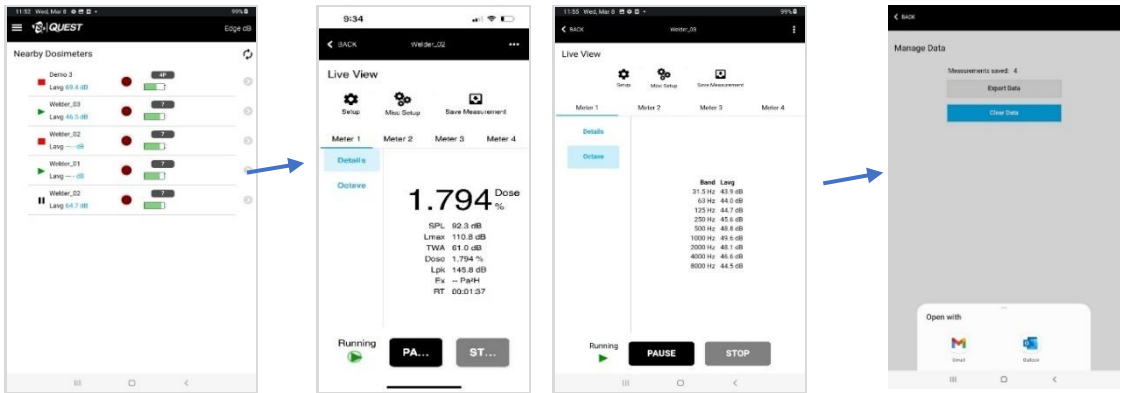 11:52 Wed, Mar 8 99%
QUEST Edge dB
Nearby Dosimeters
Demo 3 4P
Lavg 69.4 dB
Welder_03 7
Lavg 46.5 dB
Welder_02 7
Lavg --.- dB
Welder_01 7
Lavg --.- dB
Welder_02 7
Lavg 64.7 dB
9:34
BACK Welder_02
Live View
Setup Misc Setup Save Measurement
Meter 1 Meter 2 Meter 3 Meter 4
Details
Octave
1.794 Dose %
SPL 92.3 dB
Lmax 110.8 dB
TWA 61.0 dB
Dose 1.794 %
Lpk 145.8 dB
Ex -- Pa²H
RT 00:01:37
Running PA... ST...
11:55 Wed, Mar 8 99%
BACK Welder_03
Live View
Setup Misc Setup Save Measurement
Meter 1 Meter 2 Meter 3 Meter 4
Details
Octave
Band Lavg
31.5 Hz 43.9 dB
63 Hz 44.0 dB
125 Hz 44.7 dB
250 Hz 45.6 dB
500 Hz 48.8 dB
1000 Hz 49.6 dB
2000 Hz 48.1 dB
4000 Hz 46.6 dB
8000 Hz 44.5 dB
Running PAUSE STOP
BACK
Manage Data
Measurements saved: 4
Export Data
Clear Data
Open with
Gmail Outlook